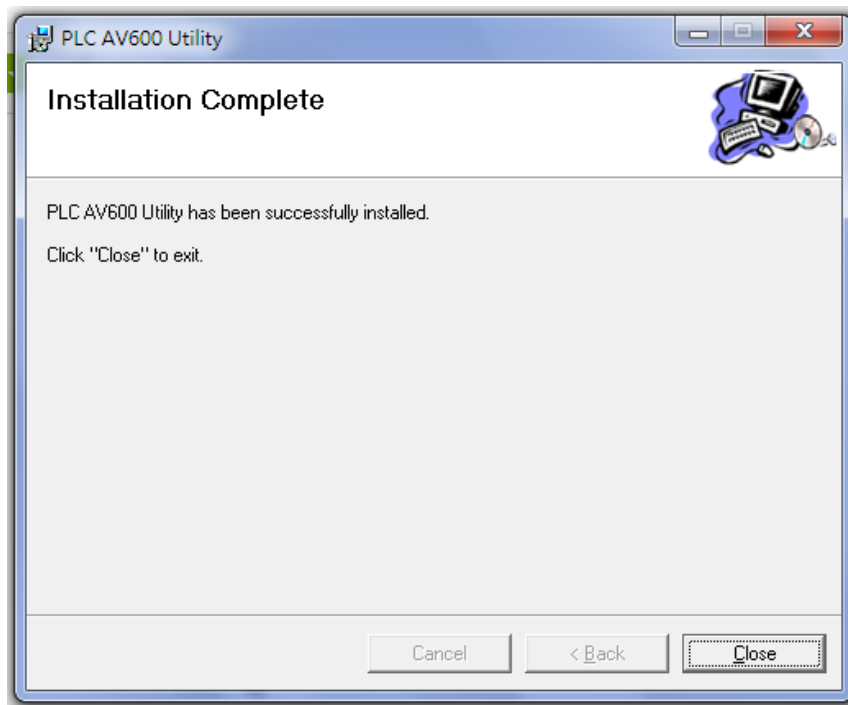 PLC AV600 Utility
Installation Complete
PLC AV600 Utility has been successfully installed.
Click "Close" to exit.
Cancel
< Back
Close